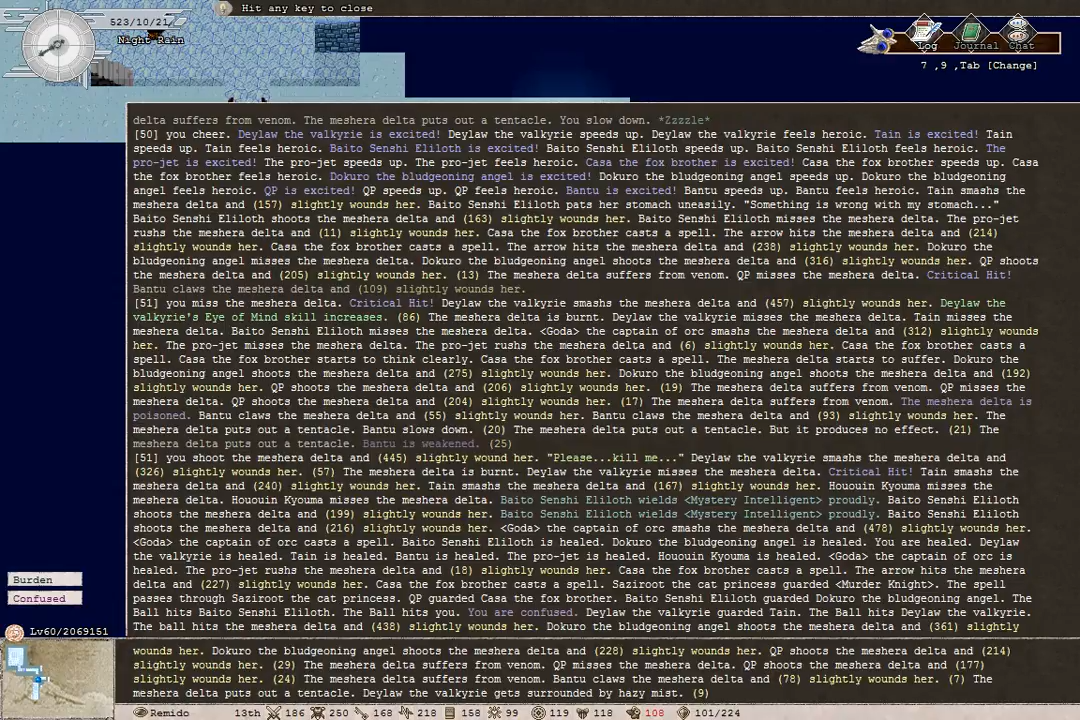 Hit any key to close
523/10/21/
Night Rain
Log Journal Chat
7 ,9 ,Tab [Change]
delta suffers from venom. The meshera delta puts out a tentacle. You slow down. *Zzzzle*
[50] you cheer. Deylaw the valkyrie is excited! Deylaw the valkyrie speeds up. Deylaw the valkyrie feels heroic. Tain is excited! Tain
speeds up. Tain feels heroic. Baito Senshi Eliloth is excited! Baito Senshi Eliloth speeds up. Baito Senshi Eliloth feels heroic. The
pro-jet is excited! The pro-jet speeds up. The pro-jet feels heroic. Casa the fox brother is excited! Casa the fox brother speeds up. Casa
the fox brother feels heroic. Dokuro the bludgeoning angel is excited! Dokuro the bludgeoning angel speeds up. Dokuro the bludgeoning
angel feels heroic. QP is excited! QP speeds up. QP feels heroic. Bantu is excited! Bantu speeds up. Bantu feels heroic. Tain smashs the
meshera delta and (157) slightly wounds her. Baito Senshi Eliloth pats her stomach uneasily. "Something is wrong with my stomach..."
Baito Senshi Eliloth shoots the meshera delta and (163) slightly wounds her. Baito Senshi Eliloth misses the meshera delta. The pro-jet
rushs the meshera delta and (11) slightly wounds her. Casa the fox brother casts a spell. The arrow hits the meshera delta and (214)
slightly wounds her. Casa the fox brother casts a spell. The arrow hits the meshera delta and (238) slightly wounds her. Dokuro the
bludgeoning angel misses the meshera delta. Dokuro the bludgeoning angel shoots the meshera delta and (316) slightly wounds her. QP shoots
the meshera delta and (205) slightly wounds her. (13) The meshera delta suffers from venom. QP misses the meshera delta. Critical Hit!
Bantu claws the meshera delta and (109) slightly wounds her.
[51] you miss the meshera delta. Critical Hit! Deylaw the valkyrie smashs the meshera delta and (457) slightly wounds her. Deylaw the
valkyrie's Eye of Mind skill increases. (86) The meshera delta is burnt. Deylaw the valkyrie misses the meshera delta. Tain misses the
meshera delta. Baito Senshi Eliloth misses the meshera delta. <Goda> the captain of orc smashs the meshera delta and (312) slightly wounds
her. The pro-jet misses the meshera delta. The pro-jet rushs the meshera delta and (6) slightly wounds her. Casa the fox brother casts a
spell. Casa the fox brother starts to think clearly. Casa the fox brother casts a spell. The meshera delta starts to suffer. Dokuro the
bludgeoning angel shoots the meshera delta and (275) slightly wounds her. Dokuro the bludgeoning angel shoots the meshera delta and (192)
slightly wounds her. QP shoots the meshera delta and (206) slightly wounds her. (19) The meshera delta suffers from venom. QP misses the
meshera delta. QP shoots the meshera delta and (204) slightly wounds her. (17) The meshera delta suffers from venom. The meshera delta is
poisoned. Bantu claws the meshera delta and (55) slightly wounds her. Bantu claws the meshera delta and (93) slightly wounds her. The
meshera delta puts out a tentacle. Bantu slows down. (20) The meshera delta puts out a tentacle. But it produces no effect. (21) The
meshera delta puts out a tentacle. Bantu is weakened. (25)
[51] you shoot the meshera delta and (445) slightly wound her. "Please...kill me..." Deylaw the valkyrie smashs the meshera delta and
(326) slightly wounds her. (57) The meshera delta is burnt. Deylaw the valkyrie misses the meshera delta. Critical Hit! Tain smashs the
meshera delta and (240) slightly wounds her. Tain smashs the meshera delta and (167) slightly wounds her. Hououin Kyouma misses the
meshera delta. Hououin Kyouma misses the meshera delta. Baito Senshi Eliloth wields <Mystery Intelligent> proudly. Baito Senshi Eliloth
shoots the meshera delta and (199) slightly wounds her. Baito Senshi Eliloth wields <Mystery Intelligent> proudly. Baito Senshi Eliloth
shoots the meshera delta and (216) slightly wounds her. <Goda> the captain of orc smashs the meshera delta and (478) slightly wounds her.
<Goda> the captain of orc casts a spell. Baito Senshi Eliloth is healed. Dokuro the bludgeoning angel is healed. You are healed. Deylaw
the valkyrie is healed. Tain is healed. Bantu is healed. The pro-jet is healed. Hououin Kyouma is healed. <Goda> the captain of orc is
healed. The pro-jet rushs the meshera delta and (18) slightly wounds her. Casa the fox brother casts a spell. The arrow hits the meshera
delta and (227) slightly wounds her. Casa the fox brother casts a spell. Saziroot the cat princess guarded <Murder Knight>. The spell
passes through Saziroot the cat princess. QP guarded Casa the fox brother. Baito Senshi Eliloth guarded Dokuro the bludgeoning angel. The
Ball hits Baito Senshi Eliloth. The Ball hits you. You are confused. Deylaw the valkyrie guarded Tain. The Ball hits Deylaw the valkyrie.
The ball hits the meshera delta and (438) slightly wounds her. Dokuro the bludgeoning angel shoots the meshera delta and (361) slightly
wounds her. Dokuro the bludgeoning angel shoots the meshera delta and (228) slightly wounds her. QP shoots the meshera delta and (214)
slightly wounds her. (29) The meshera delta suffers from venom. QP misses the meshera delta. QP shoots the meshera delta and (177)
slightly wounds her. (24) The meshera delta suffers from venom. Bantu claws the meshera delta and (78) slightly wounds her. (7) The
meshera delta puts out a tentacle. Deylaw the valkyrie gets surrounded by hazy mist. (9)
Burden
Confused
Lv60/2069151
Remido 13th 186 250 168 218 158 99 119 118 108 101/224